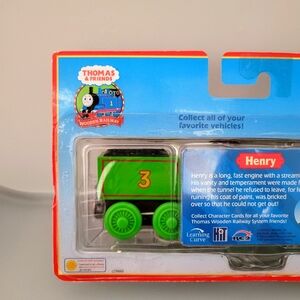 THOMAS
& FRIENDS
WOODEN RAILWAY
Collect all of your
favorite vehicles!
Henry
Henry is a long, fast engine with a stream
His vanity and temperament were made
when the tunnel he refused to leave, for
ruining his coat of paint, was bricked
over so that he could not get out!
Collect Character Cards for all your favorite
Thomas Wooden Railway System friends!
3
Learning
Curve
HiT